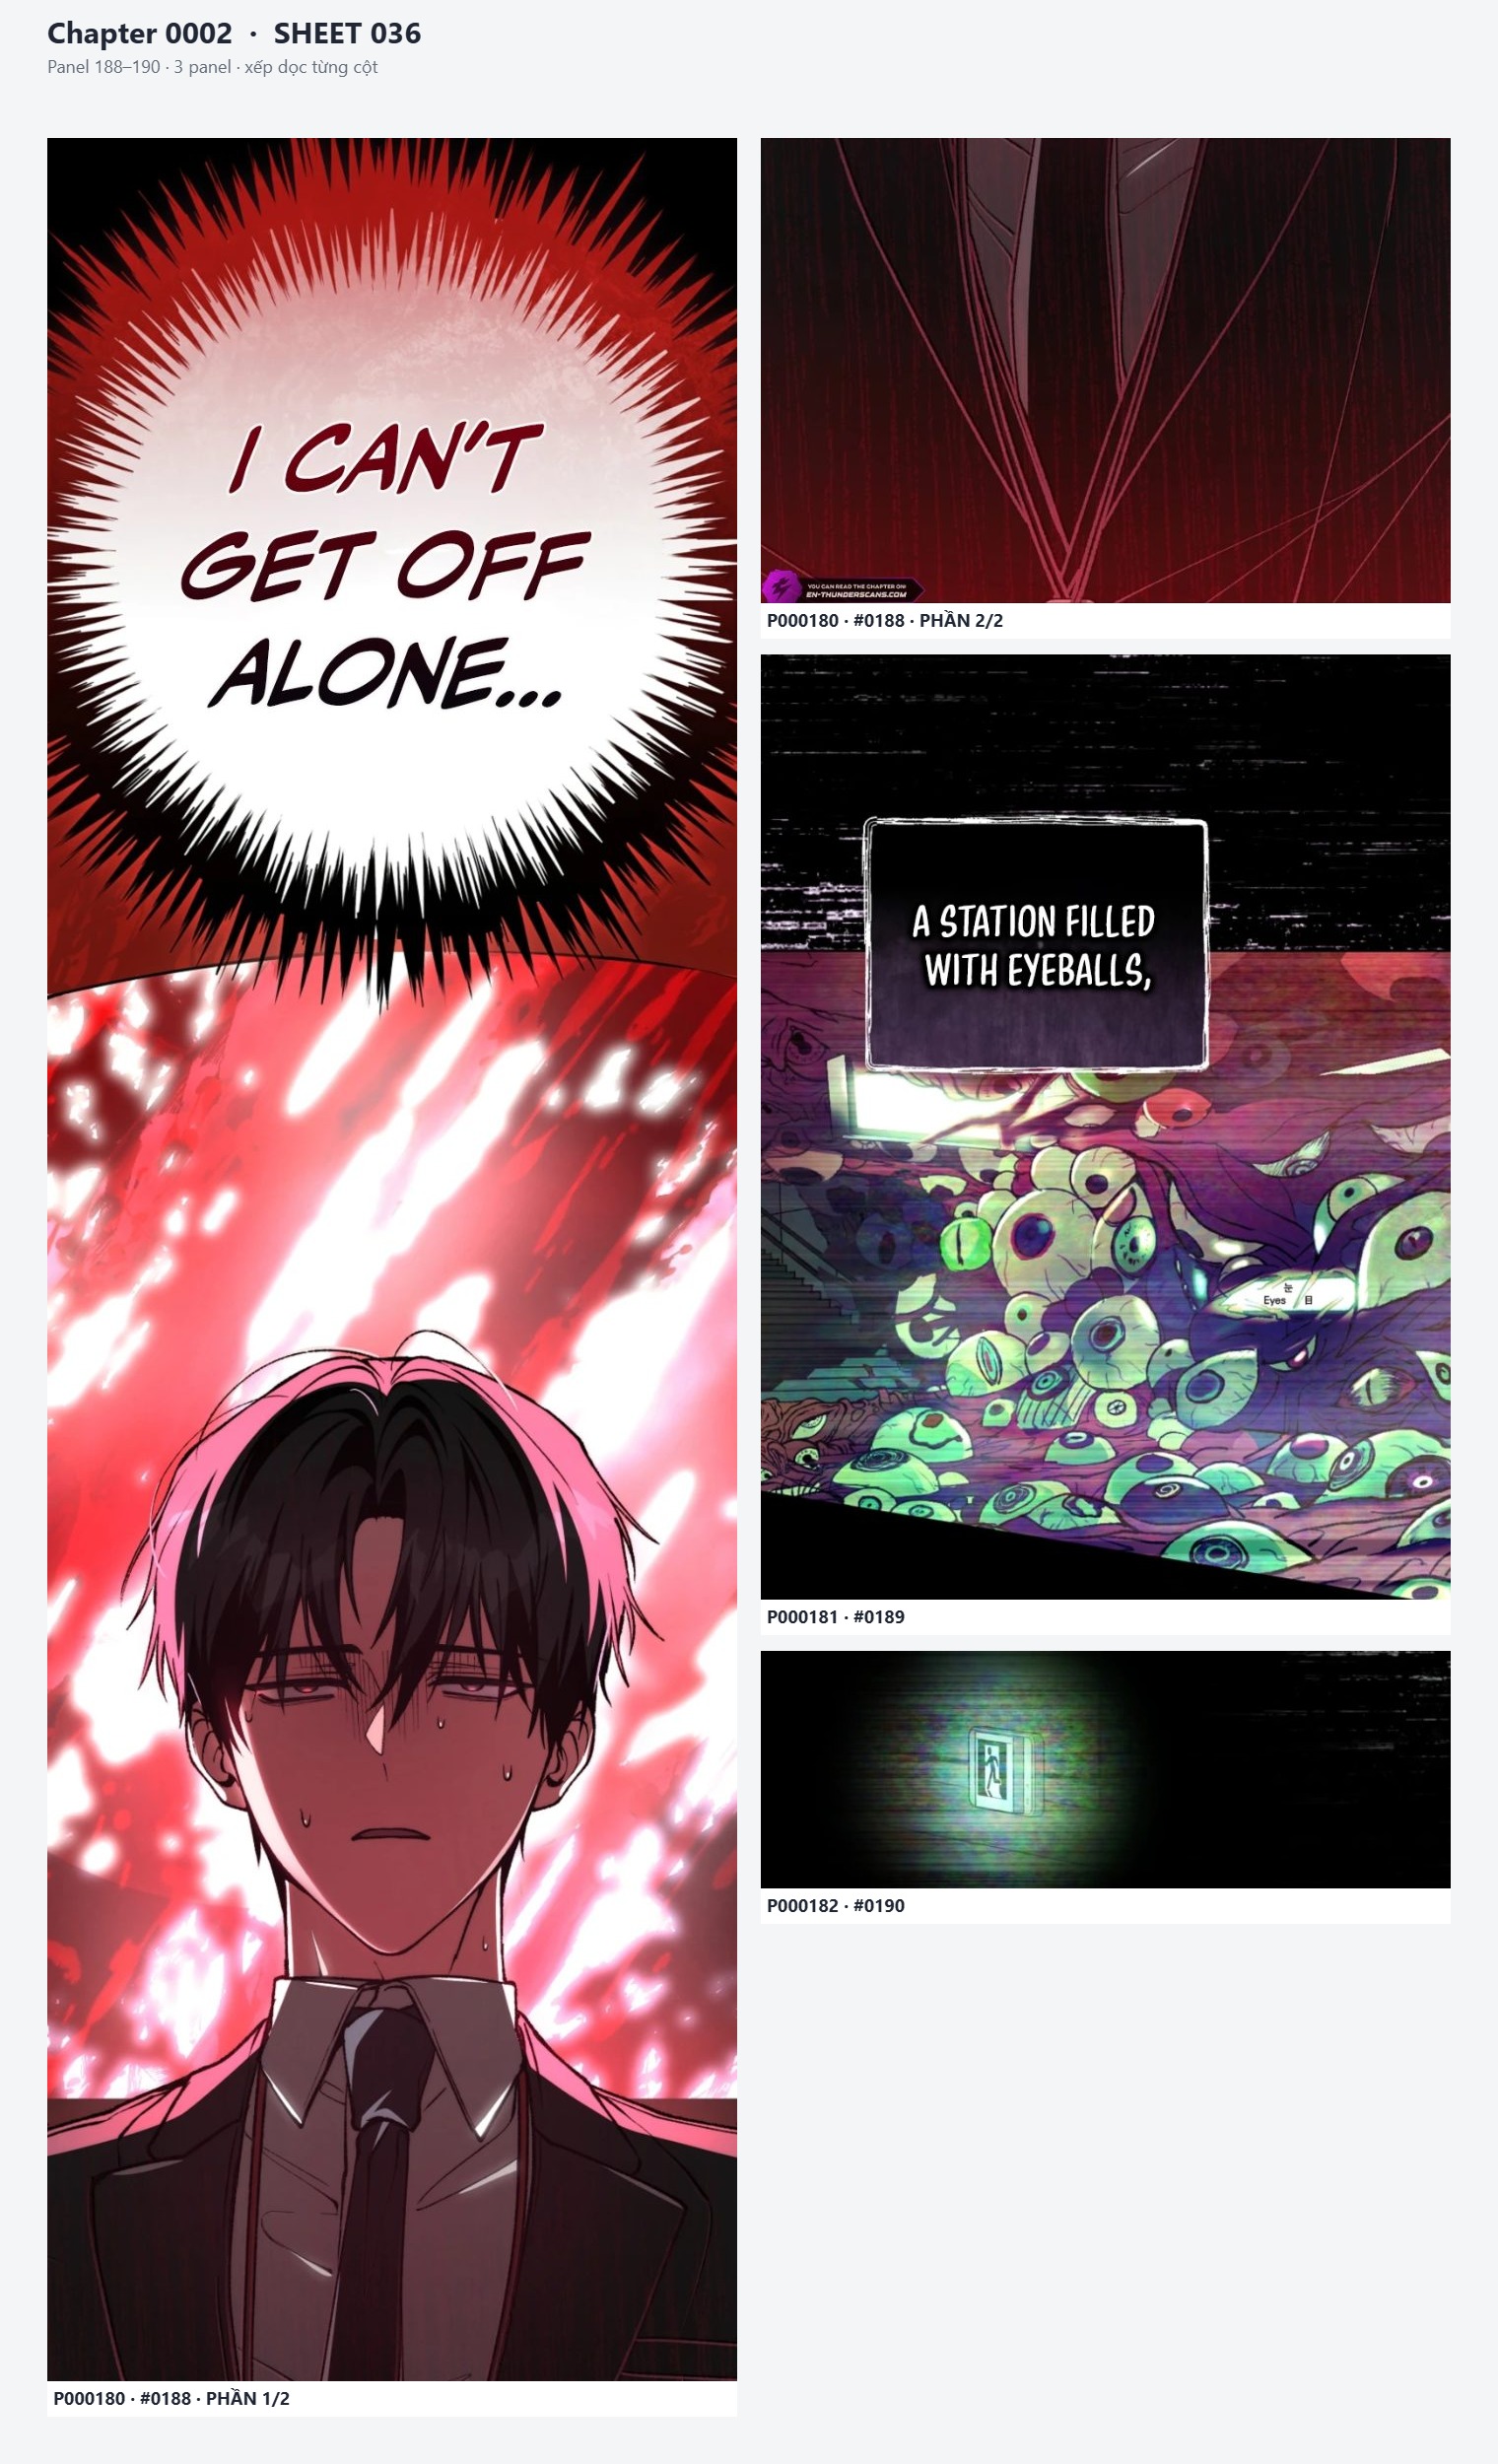 Chapter 0002 · SHEET 036
Panel 188–190 · 3 panel · xếp dọc từng cột
I CAN'T
GET OFF
ALONE...
P000180 · #0188 · PHẦN 1/2
YOU CAN READ THE CHAPTER ON:
EN-THUNDERSCANS.COM
P000180 · #0188 · PHẦN 2/2
A STATION FILLED
WITH EYEBALLS,
눈
Eyes 目
P000181 · #0189
P000182 · #0190